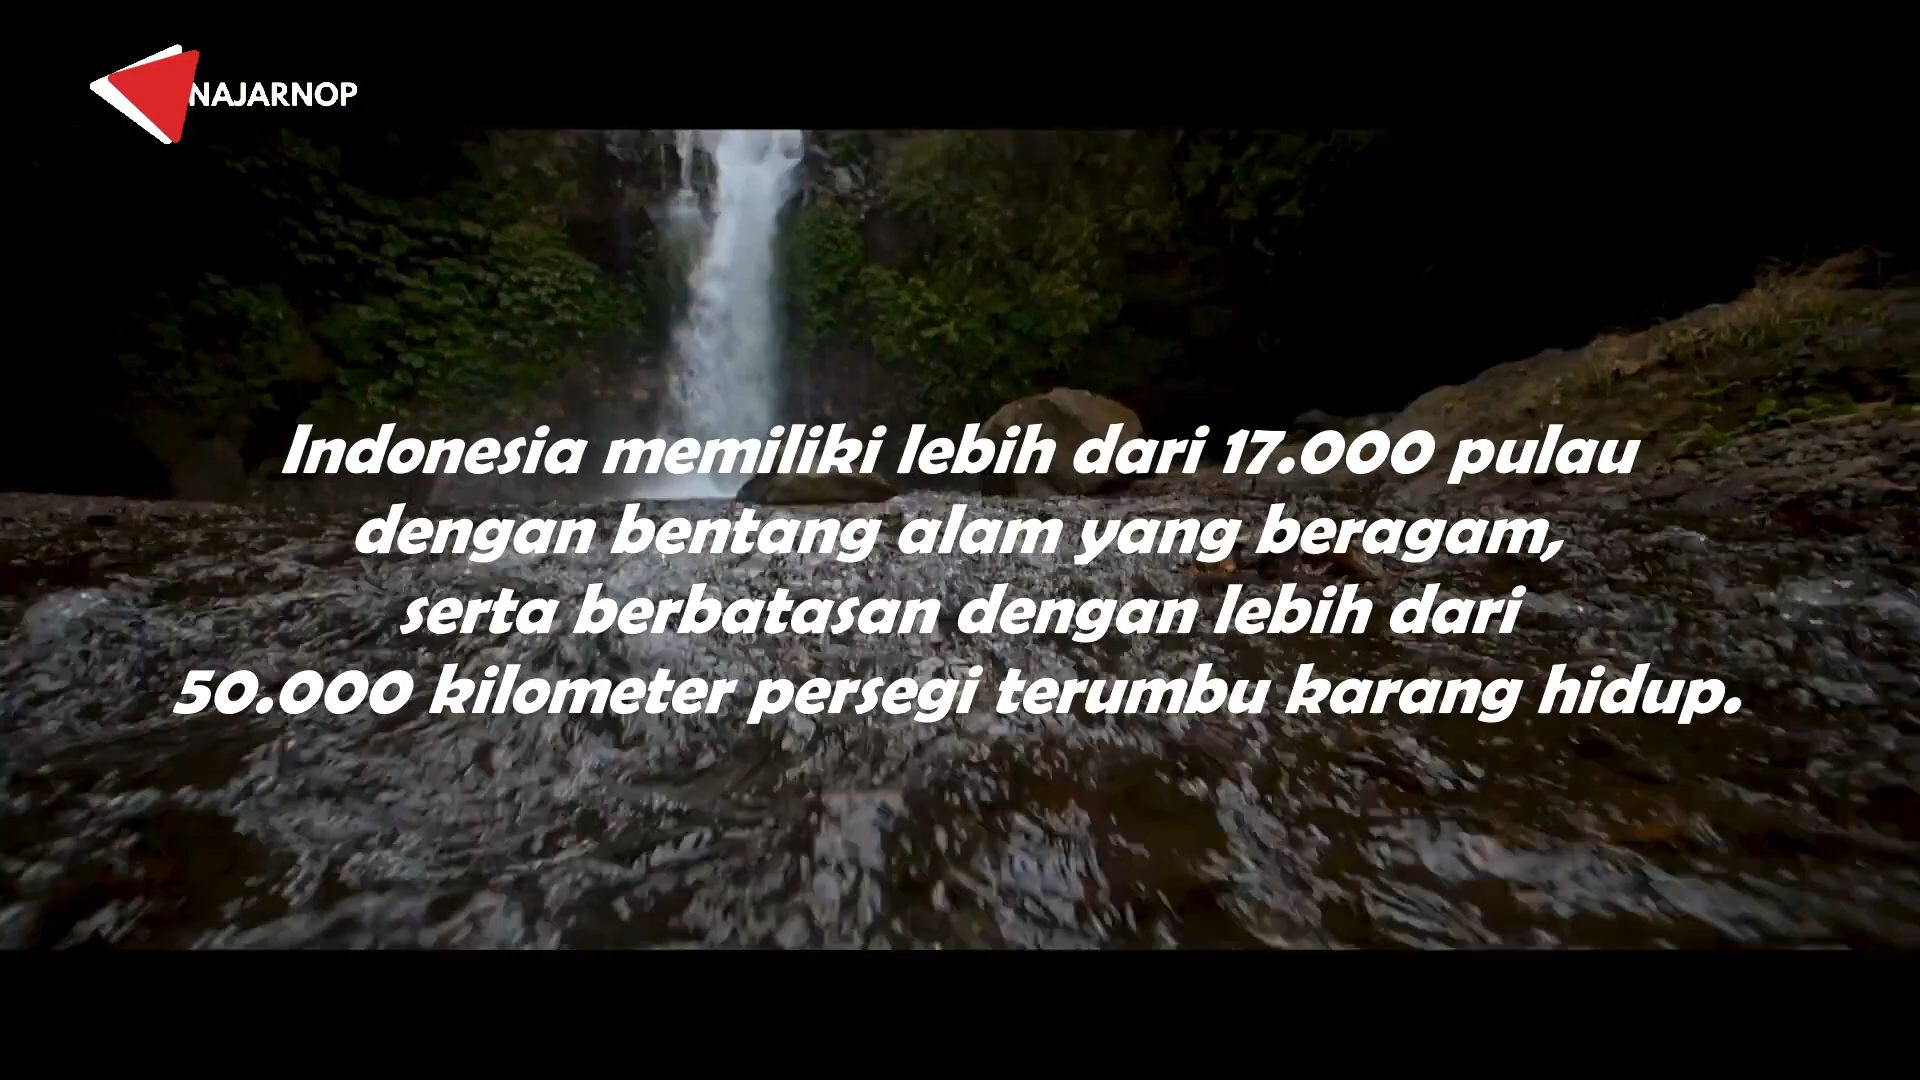 NAJARNOP
Indonesia memiliki lebih dari 17.000 pulau
dengan bentang alam yang beragam,
serta berbatasan dengan lebih dari
50.000 kilometer persegi terumbu karang hidup.